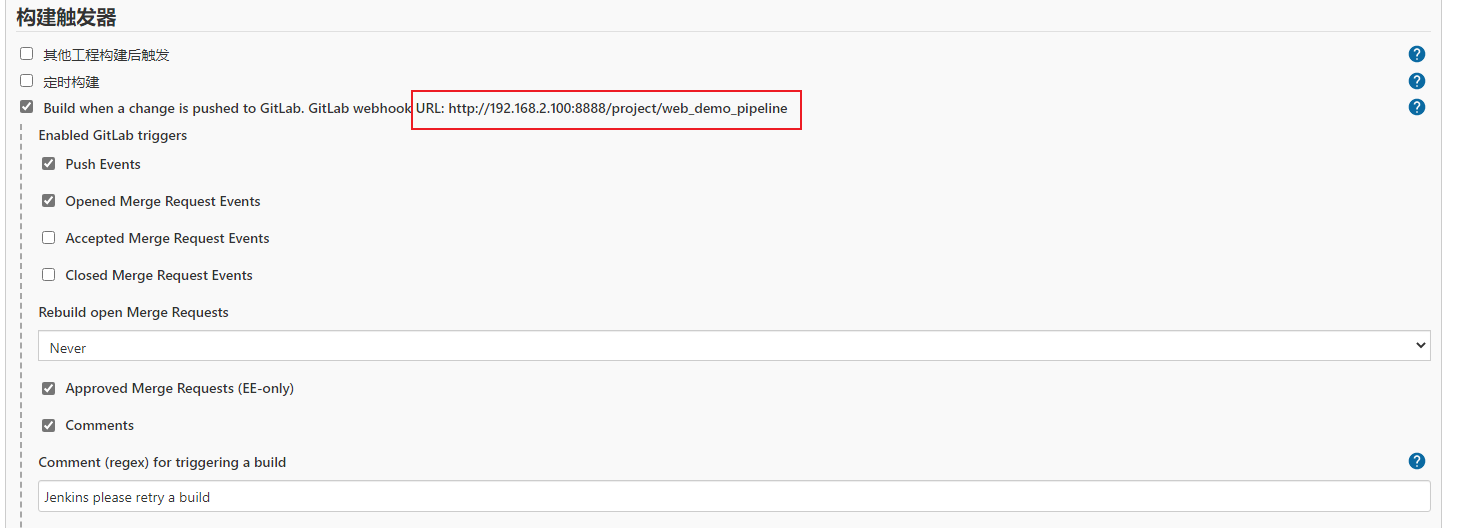 构建触发器
其他工程构建后触发
定时构建
Build when a change is pushed to GitLab. GitLab webhook URL: http://192.168.2.100:8888/project/web_demo_pipeline
Enabled GitLab triggers
Push Events
Opened Merge Request Events
Accepted Merge Request Events
Closed Merge Request Events
Rebuild open Merge Requests
Never
Approved Merge Requests (EE-only)
Comments
Comment (regex) for triggering a build
Jenkins please retry a build